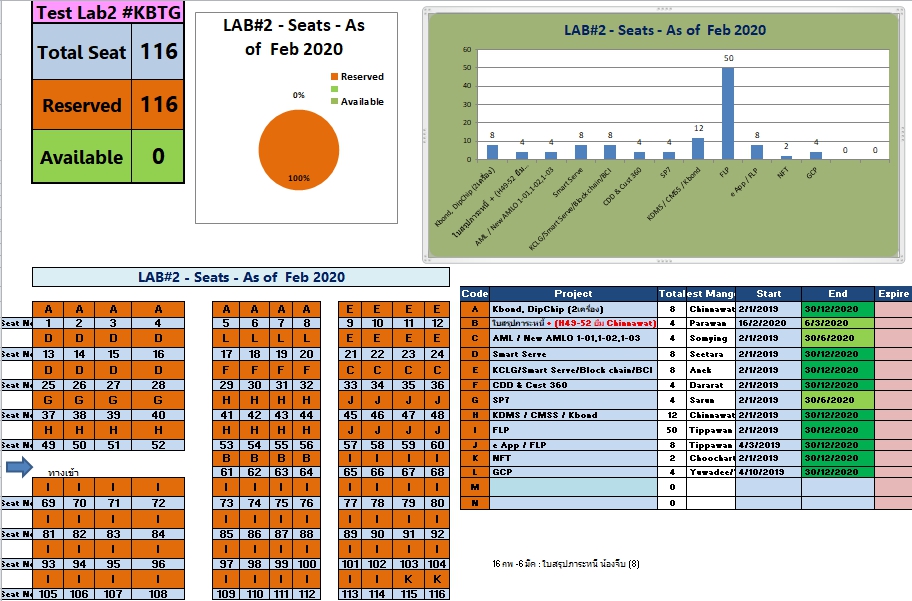 Test Lab2 #KBTG
Total Seat 116
Reserved 116
Available 0
LAB#2 - Seats - As of Feb 2020
Reserved
Available
0%
100%
LAB#2 - Seats - As of Feb 2020
60
50
40
30
20
10
0
8 4 4 8 8 4 4 12 50 8 2 4 0 0
Kbond, DipChip (2เครื่อง)
ใบสรุปภาระหนี้ + (H49-52 ยืม...
AML / New AMLO 1-01,1-02,1-03
Smart Serve
KCLG/Smart Serve/Block chain/BCI
CDD & Cust 360
SP7
KDMS / CMSS / Kbond
FLP
e App / FLP
NFT
GCP
LAB#2 - Seats - As of Feb 2020
A A A A A A A A E E E E
Seat No 1 2 3 4 5 6 7 8 9 10 11 12
D D D D L L L L E E E E
Seat No 13 14 15 16 17 18 19 20 21 22 23 24
D D D D F F F F C C C C
Seat No 25 26 27 28 29 30 31 32 33 34 35 36
G G G G H H H H J J J J
Seat No 37 38 39 40 41 42 43 44 45 46 47 48
H H H H H H H H J J J J
Seat No 49 50 51 52 53 54 55 56 57 58 59 60
B B B B I I I I
ทางเข้า 61 62 63 64 65 66 67 68
I I I I I I I I I I I I
Seat No 69 70 71 72 73 74 75 76 77 78 79 80
I I I I I I I I I I I I
Seat No 81 82 83 84 85 86 87 88 89 90 91 92
I I I I I I I I I I I I
Seat No 93 94 95 96 97 98 99 100 101 102 103 104
I I I I I I I I I I K K
Seat No 105 106 107 108 109 110 111 112 113 114 115 116
Code Project Total est Mang Start End Expire
A Kbond, DipChip (2เครื่อง) 8 Chinnawat 2/1/2019 30/12/2020
B ใบสรุปภาระหนี้ + (H49-52 ยืม Chinnawat) 4 Parawan 16/2/2020 6/3/2020
C AML / New AMLO 1-01,1-02,1-03 4 Somying 2/1/2019 30/6/2020
D Smart Serve 8 Seetara 2/1/2019 30/12/2020
E KCLG/Smart Serve/Block chain/BCI 8 Anek 2/1/2019 30/12/2020
F CDD & Cust 360 4 Dararat 2/1/2019 30/12/2020
G SP7 4 Sarun 2/1/2019 30/6/2020
H KDMS / CMSS / Kbond 12 Chinnawat 2/1/2019 30/12/2020
I FLP 50 Tippawan 2/1/2019 30/12/2020
J e App / FLP 8 Tippawan 4/3/2019 30/12/2020
K NFT 2 Choochart 2/1/2019 30/12/2020
L GCP 4 Yuwadee/ 4/10/2019 30/12/2020
M 0
N 0
16 กพ -6 มีค : ใบสรุปภาระหนี้ น้องจิ๊บ (8)